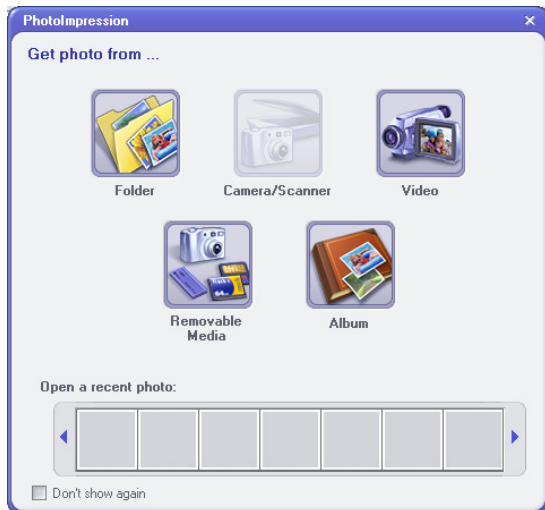 PhotoImpression
Get photo from ...
Folder
Camera/Scanner
Video
Removable
Media
Album
Open a recent photo:
Don't show again